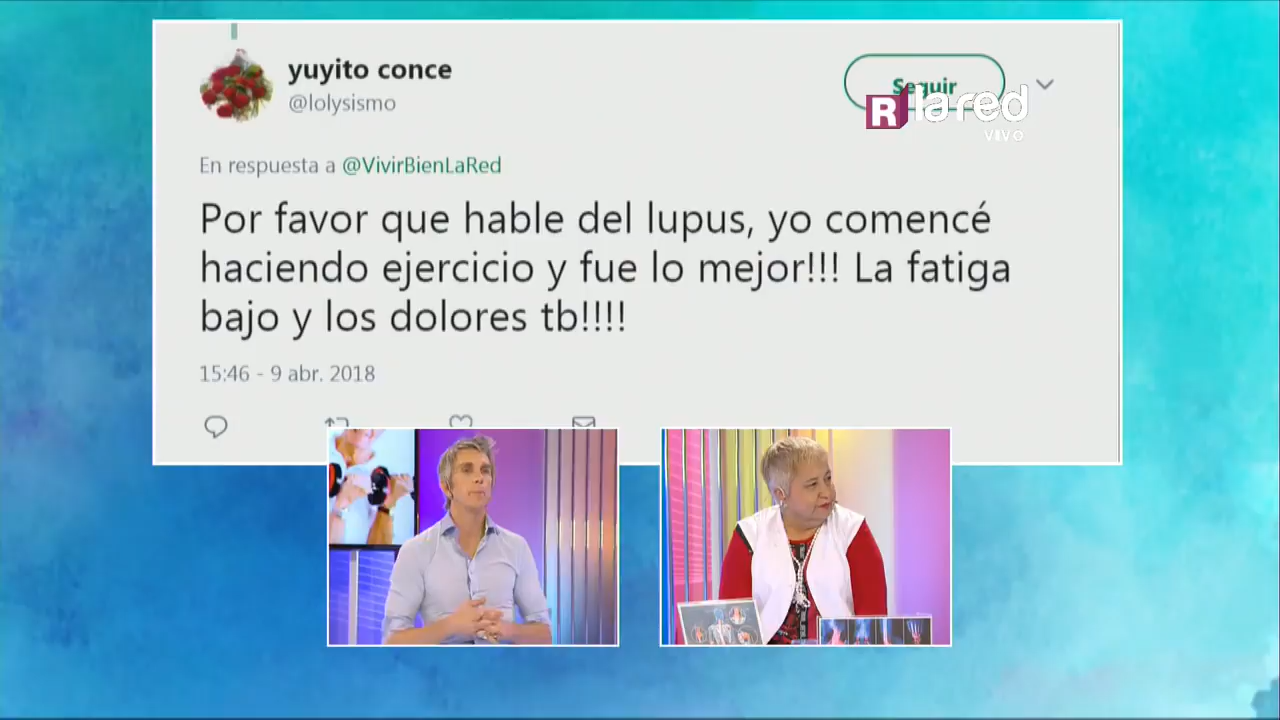 yuyito conce
@lolysismo
Seguir
R la red
VIVO
En respuesta a @VivirBienLaRed
Por favor que hable del lupus, yo comencé
haciendo ejercicio y fue lo mejor!!! La fatiga
bajo y los dolores tb!!!!
15:46 - 9 abr. 2018